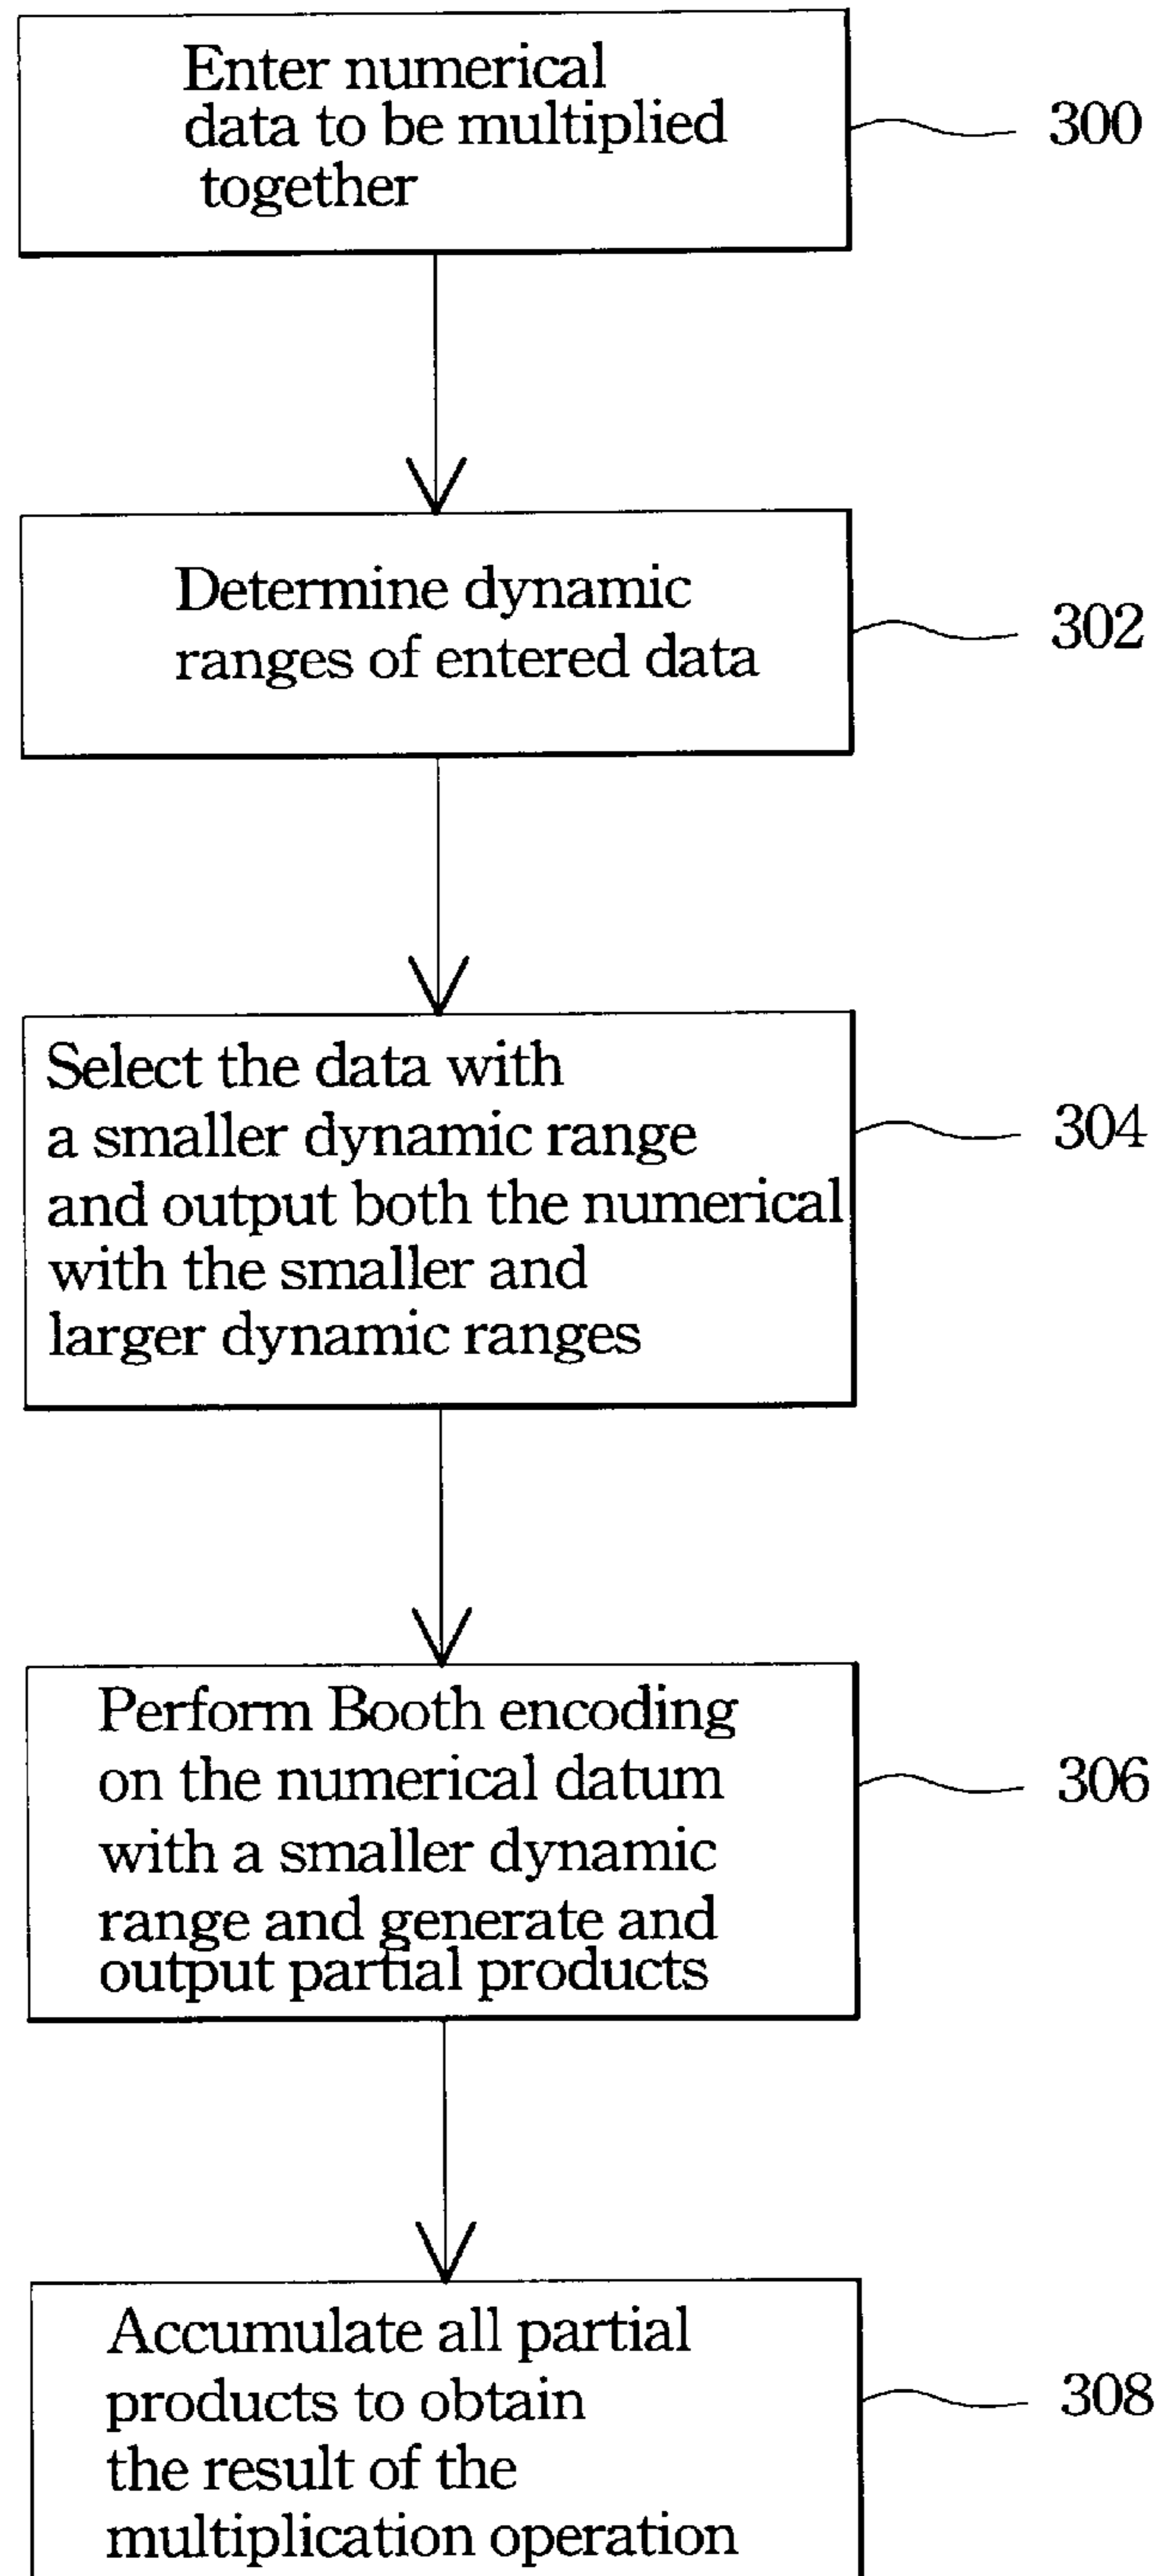 Enter numerical
data to be multiplied
together
300
Determine dynamic
ranges of entered data
302
Select the data with
a smaller dynamic range
and output both the numerical
with the smaller and
larger dynamic ranges
304
Perform Booth encoding
on the numerical datum
with a smaller dynamic
range and generate and
output partial products
306
Accumulate all partial
products to obtain
the result of the
multiplication operation
308